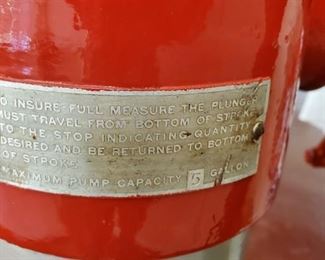 TO INSURE FULL MEASURE THE PLUNGER
MUST TRAVEL FROM BOTTOM OF STROKE
TO THE STOP INDICATING QUANTITY
DESIRED AND BE RETURNED TO BOTTOM
OF STROKE
MAXIMUM PUMP CAPACITY 5 GALLON